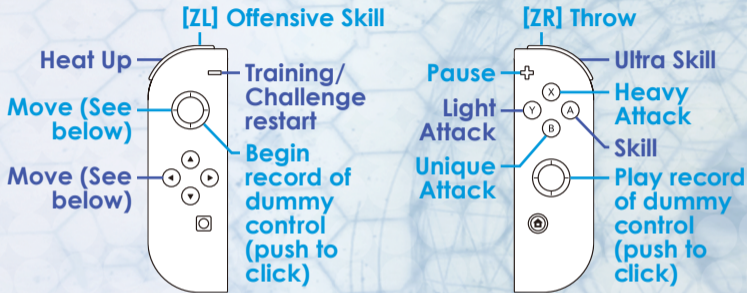 [ZL] Offensive Skill
Heat Up
Training/
Challenge
restart
Move (See
below)
Begin
record of
dummy
control
(push to
click)
Move (See
below)
[ZR] Throw
Ultra Skill
Pause
X
Heavy
Attack
Light
Attack
Y
A
Skill
B
Unique
Attack
Play record
of dummy
control
(push to
click)